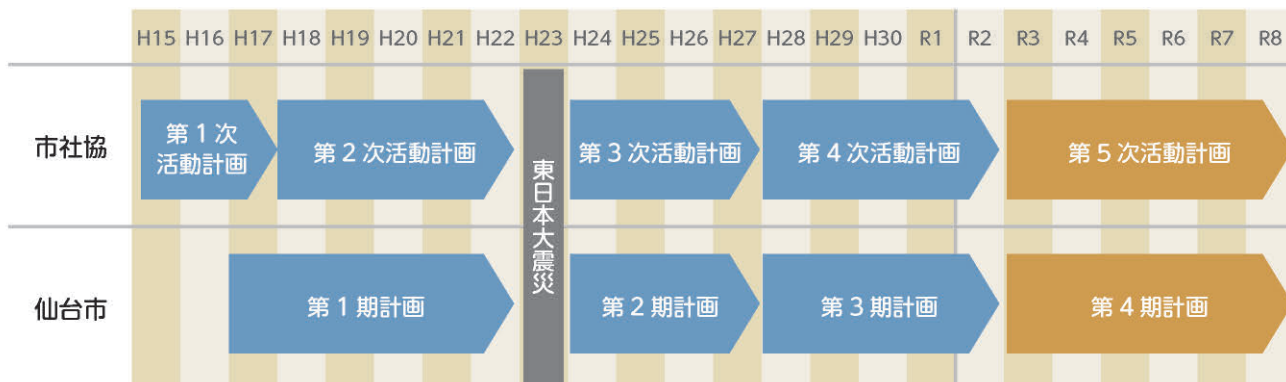 H15 H16 H17 H18 H19 H20 H21 H22 H23 H24 H25 H26 H27 H28 H29 H30 R1 R2 R3 R4 R5 R6 R7 R8
市社協
第1次
活動計画
第2次活動計画
東日本大震災
第3次活動計画
第4次活動計画
第5次活動計画
仙台市
第1期計画
第2期計画
第3期計画
第4期計画